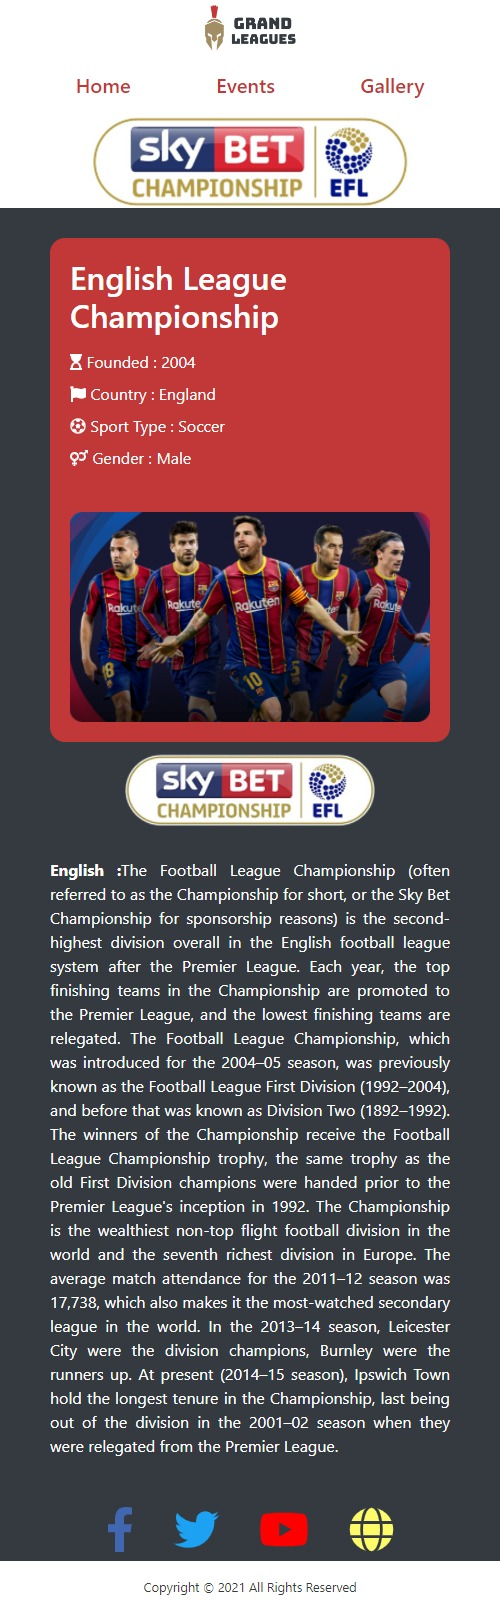 GRAND
LEAGUES
Home Events Gallery
sky BET
CHAMPIONSHIP EFL
English League
Championship
Founded : 2004
Country : England
Sport Type : Soccer
Gender : Male
Rakuten Rakuten Rakuten Rakuten
8 10 5 7
sky BET
CHAMPIONSHIP EFL
English :The Football League Championship (often
referred to as the Championship for short, or the Sky Bet
Championship for sponsorship reasons) is the second-
highest division overall in the English football league
system after the Premier League. Each year, the top
finishing teams in the Championship are promoted to
the Premier League, and the lowest finishing teams are
relegated. The Football League Championship, which
was introduced for the 2004–05 season, was previously
known as the Football League First Division (1992–2004),
and before that was known as Division Two (1892–1992).
The winners of the Championship receive the Football
League Championship trophy, the same trophy as the
old First Division champions were handed prior to the
Premier League's inception in 1992. The Championship
is the wealthiest non-top flight football division in the
world and the seventh richest division in Europe. The
average match attendance for the 2011–12 season was
17,738, which also makes it the most-watched secondary
league in the world. In the 2013–14 season, Leicester
City were the division champions, Burnley were the
runners up. At present (2014–15 season), Ipswich Town
hold the longest tenure in the Championship, last being
out of the division in the 2001–02 season when they
were relegated from the Premier League.
Copyright © 2021 All Rights Reserved